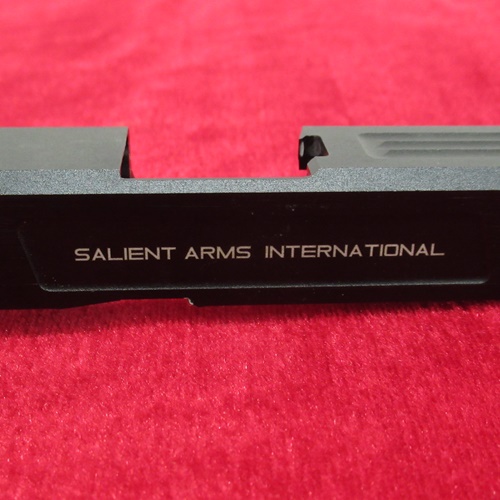 SALIENT ARMS INTERNATIONAL